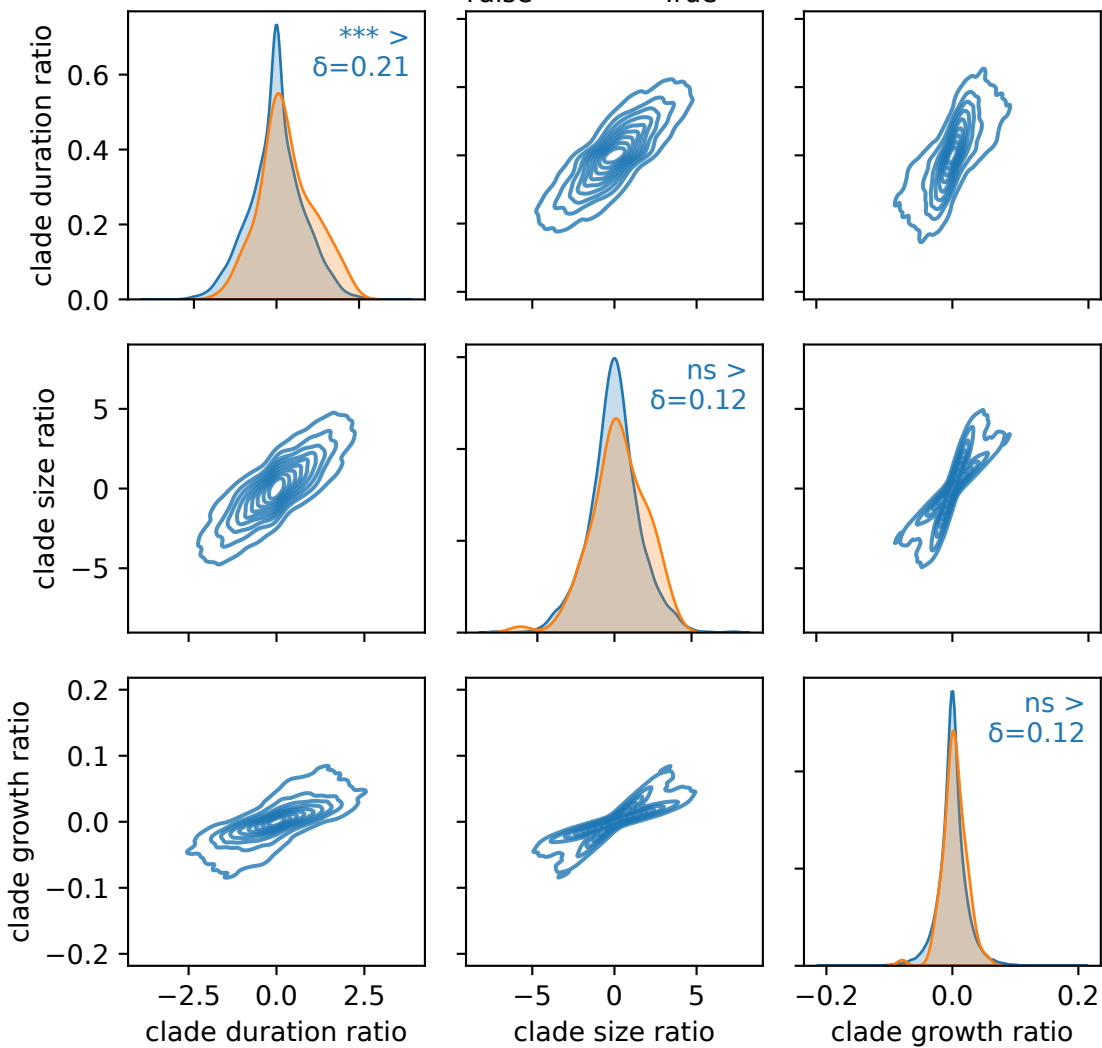 clade duration ratio
0.6
0.4
0.2
0.0
*** >
δ=0.21
clade size ratio
5
0
−5
ns >
δ=0.12
clade growth ratio
0.2
0.1
0.0
−0.1
−0.2
ns >
δ=0.12
−2.5 0.0 2.5
−5 0 5
−0.2 0.0 0.2
clade duration ratio
clade size ratio
clade growth ratio